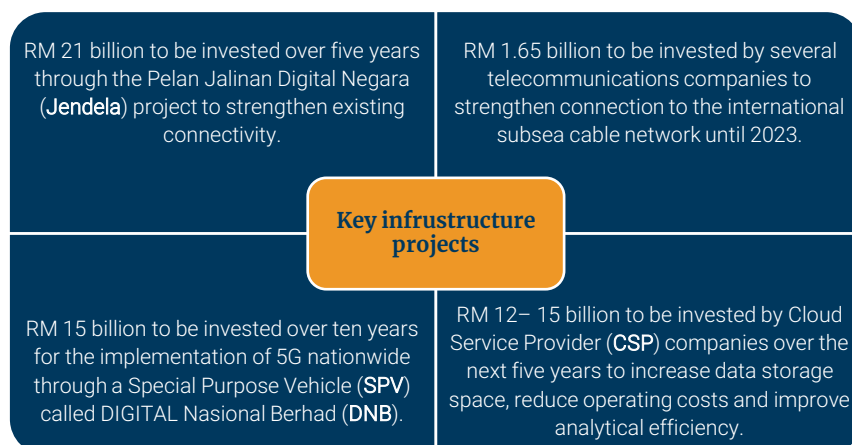 RM 21 billion to be invested over five years
through the Pelan Jalinan Digital Negara
(Jendela) project to strengthen existing
connectivity.
RM 1.65 billion to be invested by several
telecommunications companies to
strengthen connection to the international
subsea cable network until 2023.
Key infrustructure
projects
RM 15 billion to be invested over ten years
for the implementation of 5G nationwide
through a Special Purpose Vehicle (SPV)
called DIGITAL Nasional Berhad (DNB).
RM 12– 15 billion to be invested by Cloud
Service Provider (CSP) companies over the
next five years to increase data storage
space, reduce operating costs and improve
analytical efficiency.